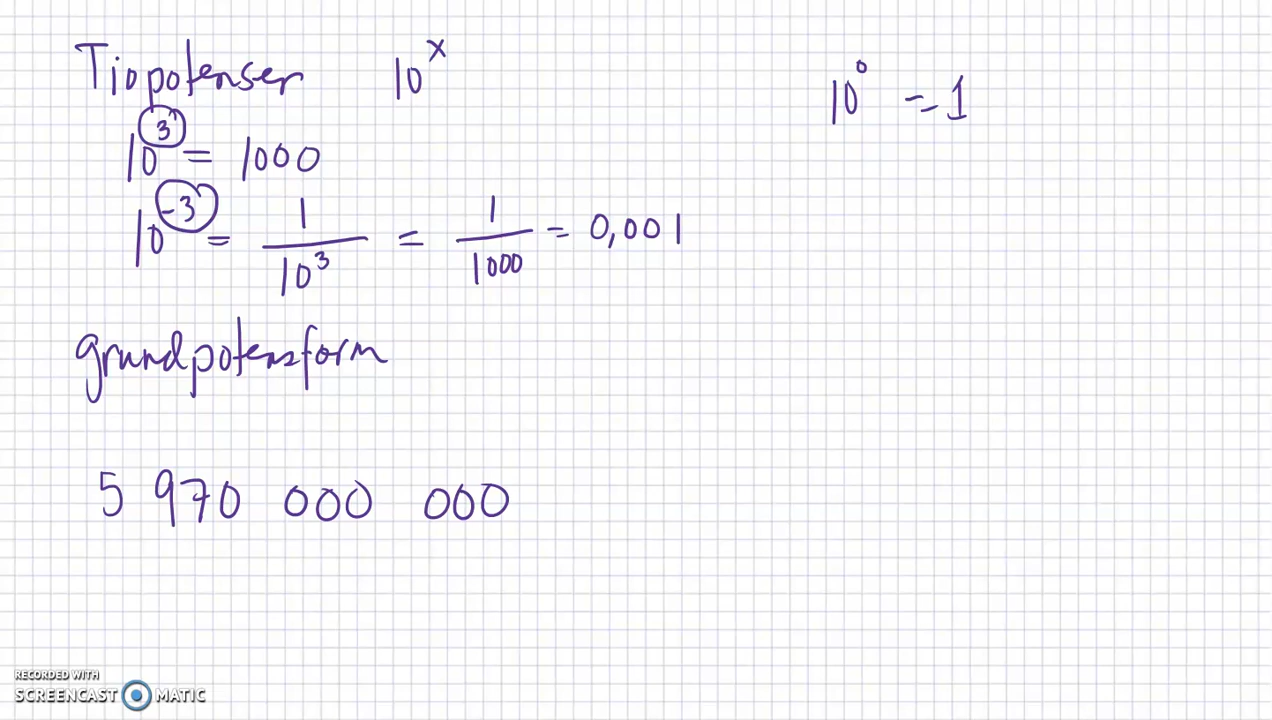 Tiopotenser 10^x
10^0 = 1
10^3 = 1000
10^-3 = 1/10^3 = 1/1000 = 0,001
grundpotensform
5 970 000 000
RECORDED WITH
SCREENCAST MATIC